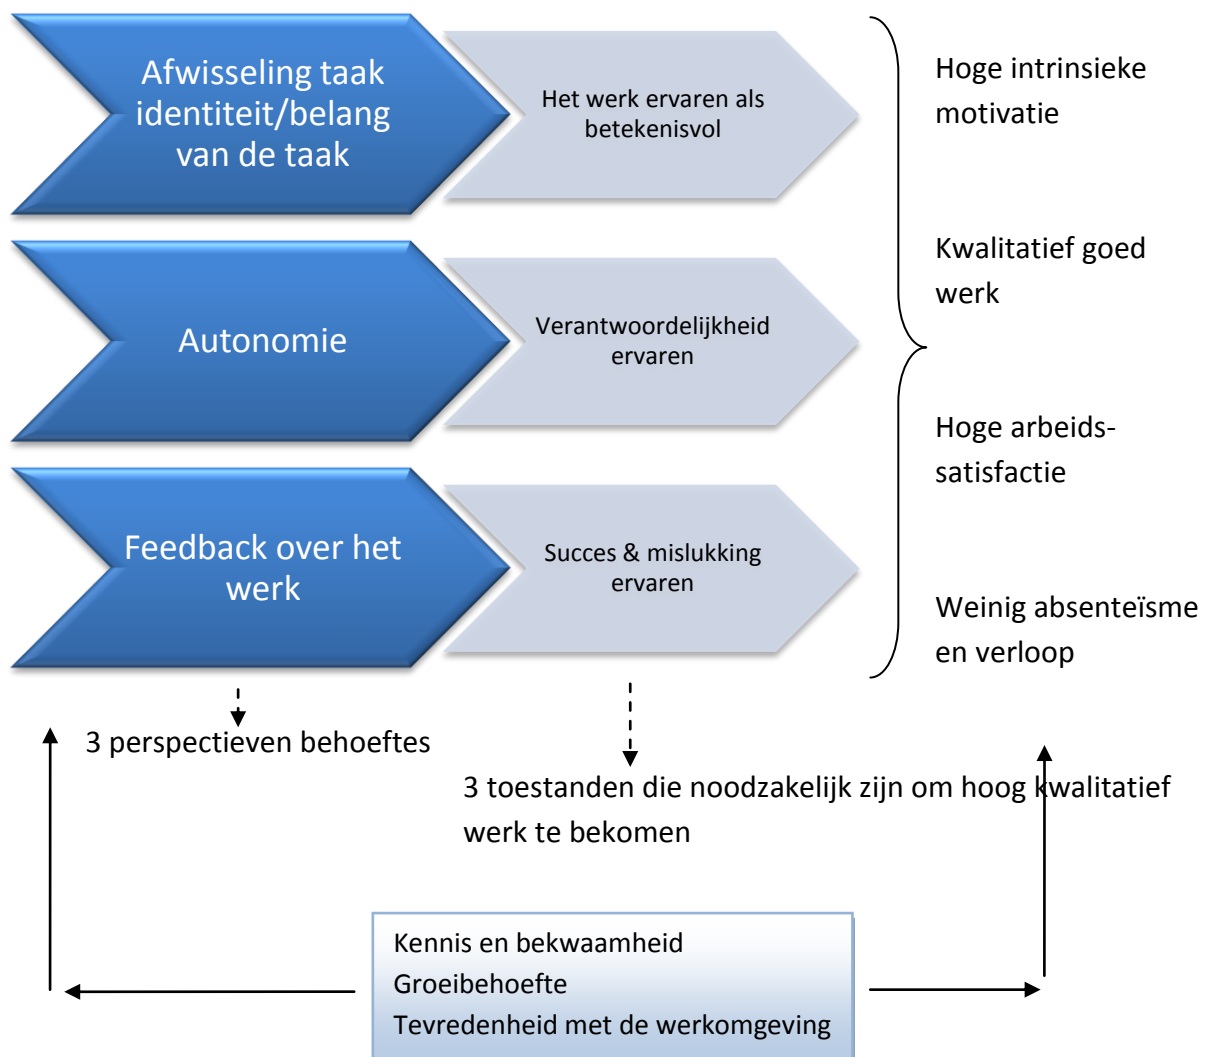 Afwisseling taak
identiteit/belang
van de taak
Het werk ervaren als
betekenisvol
Hoge intrinsieke
motivatie
Autonomie
Verantwoordelijkheid
ervaren
Kwalitatief goed
werk
Feedback over het
werk
Succes & mislukking
ervaren
Hoge arbeids-
satisfactie
Weinig absenteïsme
en verloop
3 perspectieven behoeftes
3 toestanden die noodzakelijk zijn om hoog kwalitatief
werk te bekomen
Kennis en bekwaamheid
Groeibehoefte
Tevredenheid met de werkomgeving